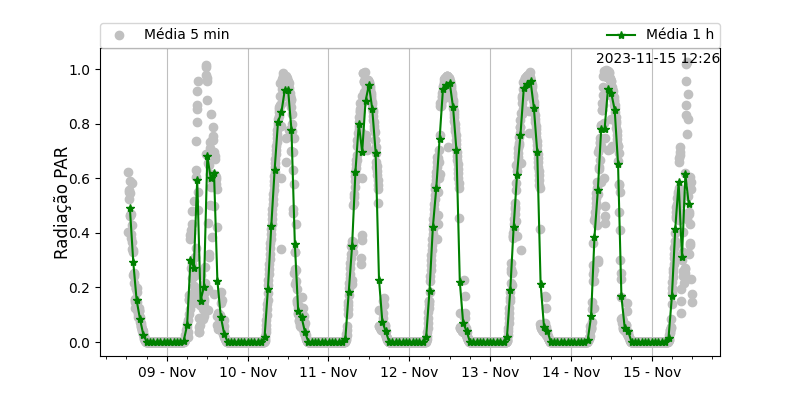 Média 5 min
Média 1 h
2023-11-15 12:26
Radiação PAR
1.0
0.8
0.6
0.4
0.2
0.0
09 - Nov 10 - Nov 11 - Nov 12 - Nov 13 - Nov 14 - Nov 15 - Nov